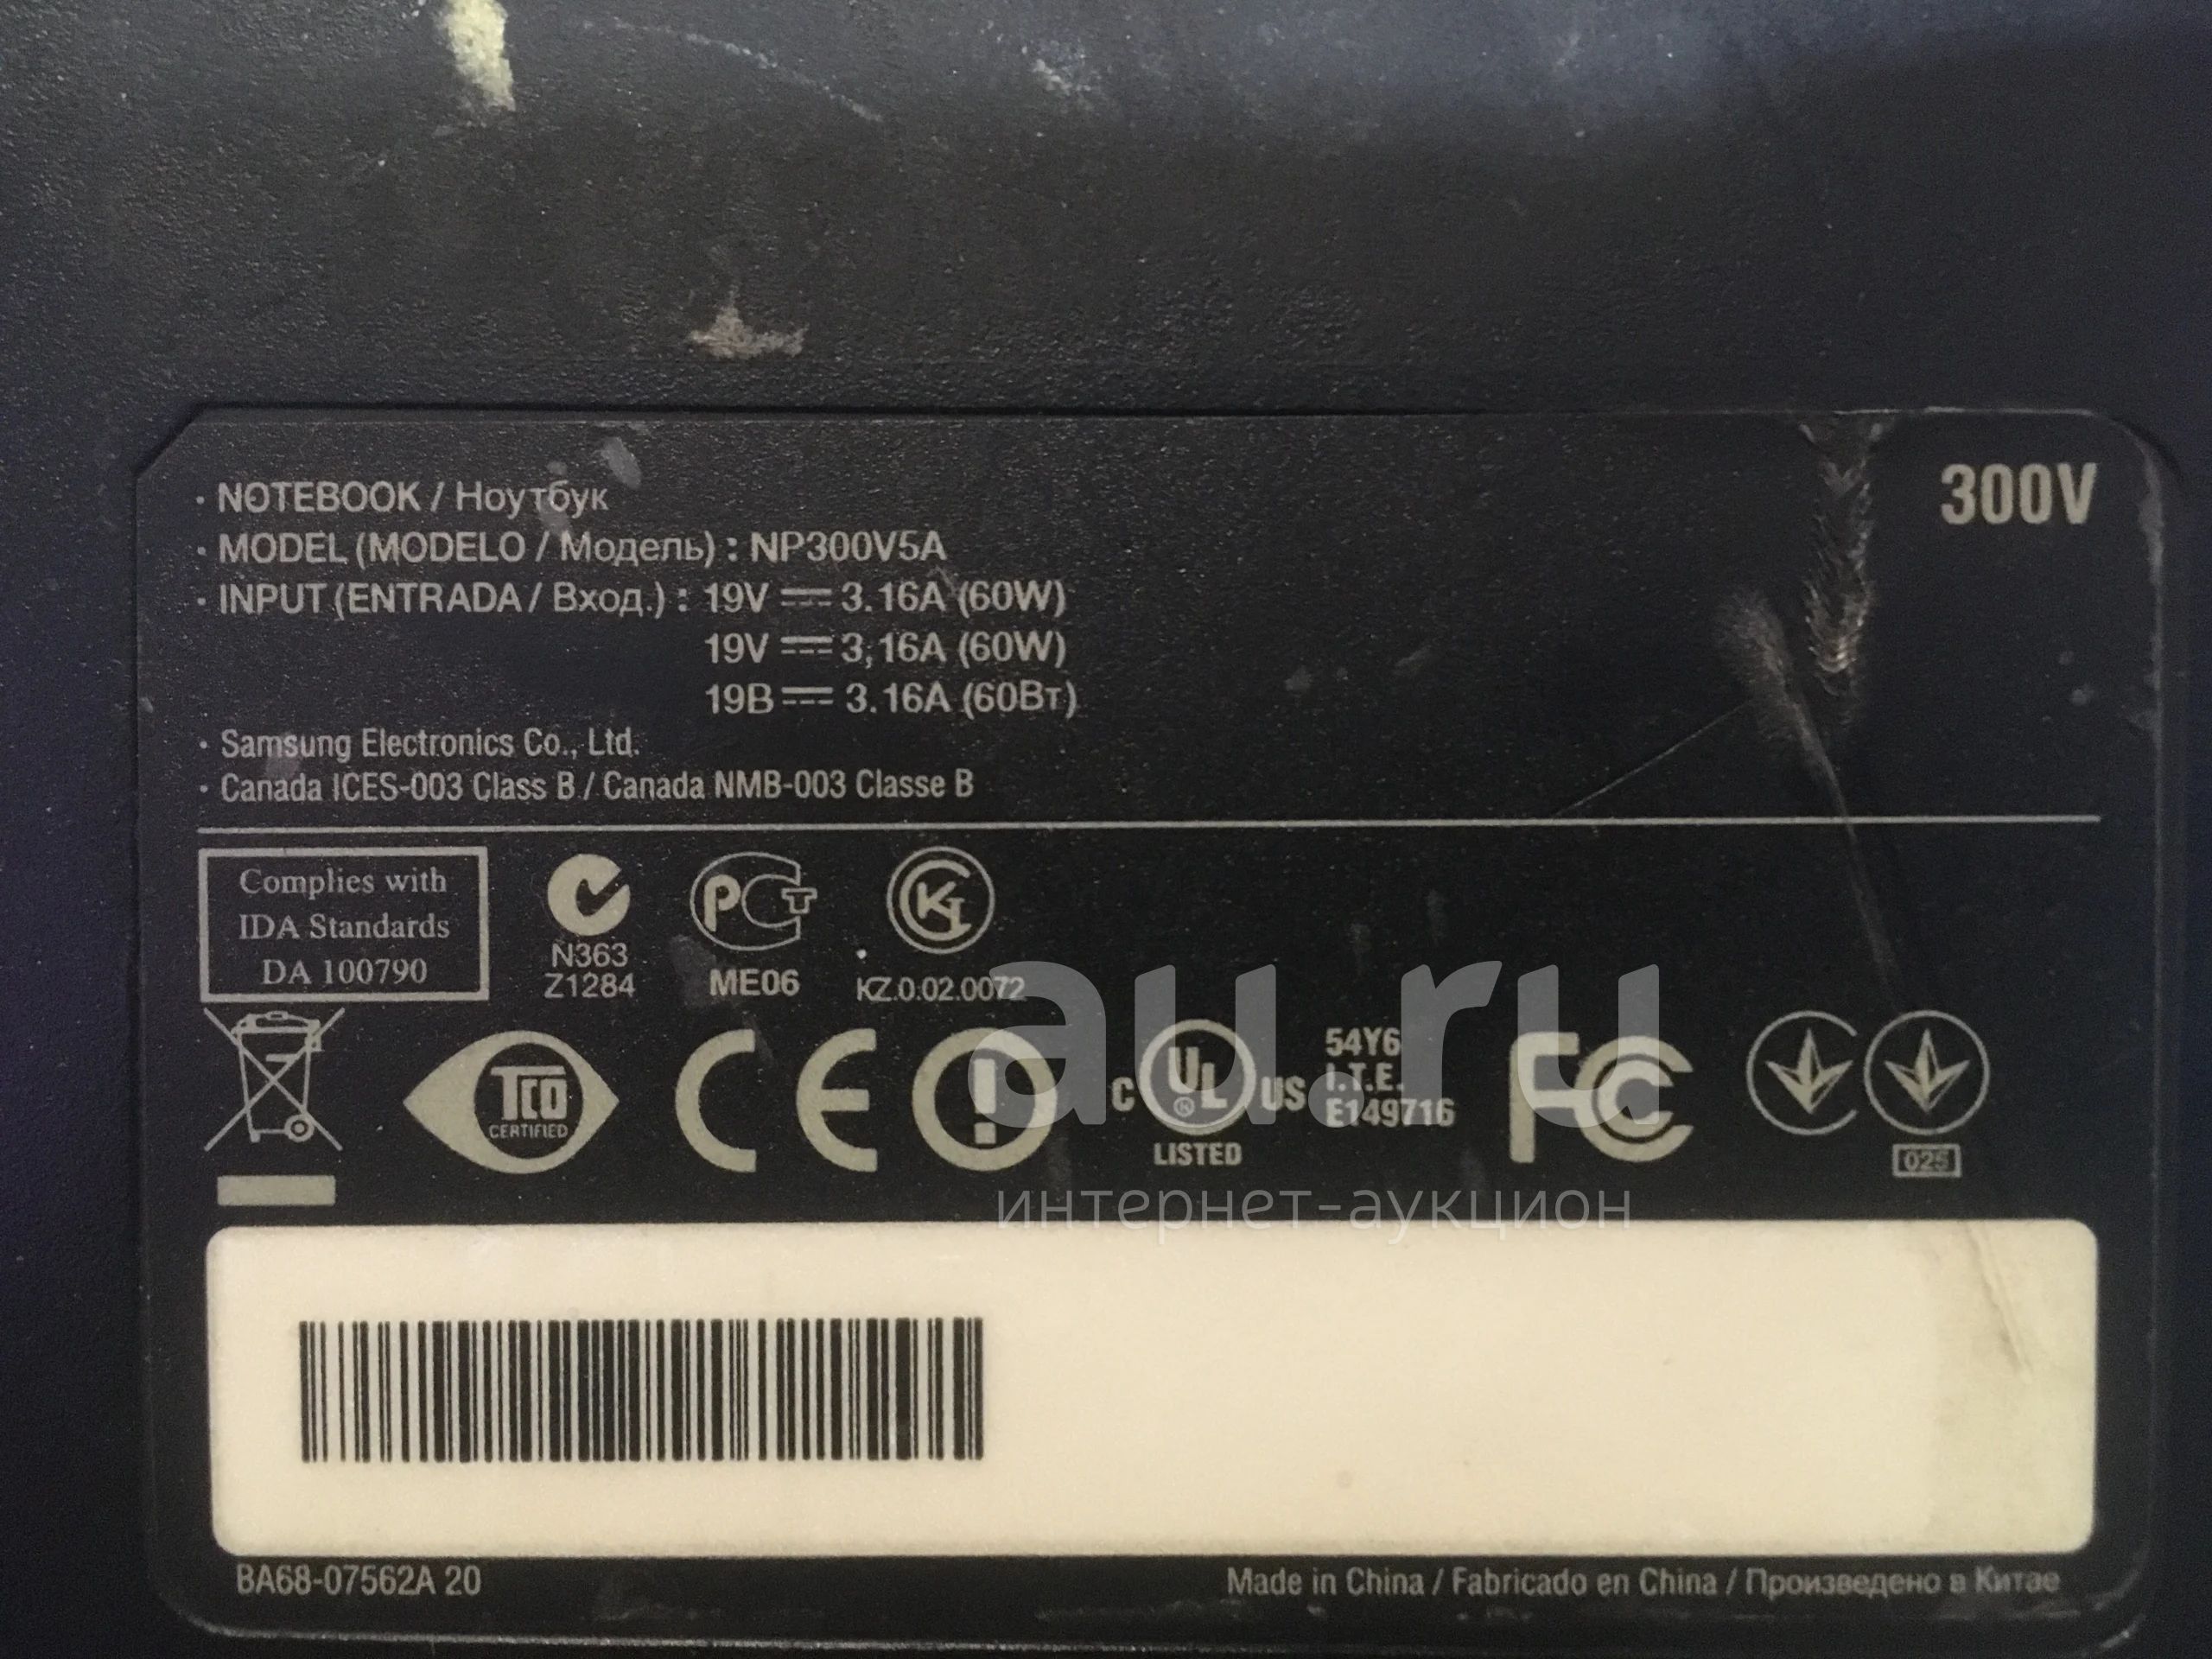 300V
· NOTEBOOK / Ноутбук
· MODEL (MODELO / Модель) : NP300V5A
· INPUT (ENTRADA / Вход.) : 19V 3.16A (60W)
19V 3,16A (60W)
19В 3.16А (60Вт)
· Samsung Electronics Co., Ltd.
· Canada ICES-003 Class B / Canada NMB-003 Classe B
Complies with
IDA Standards
DA 100790
N363
Z1284
РСТ
ME06
KZ.0.02.0072
TCO
CERTIFIED
CE
C UL US
®
LISTED
54Y6
I.T.E.
E149716
FC
025
au.ru
интернет-аукцион
BA68-07562A 20
Made in China / Fabricado en China / Произведено в Китае